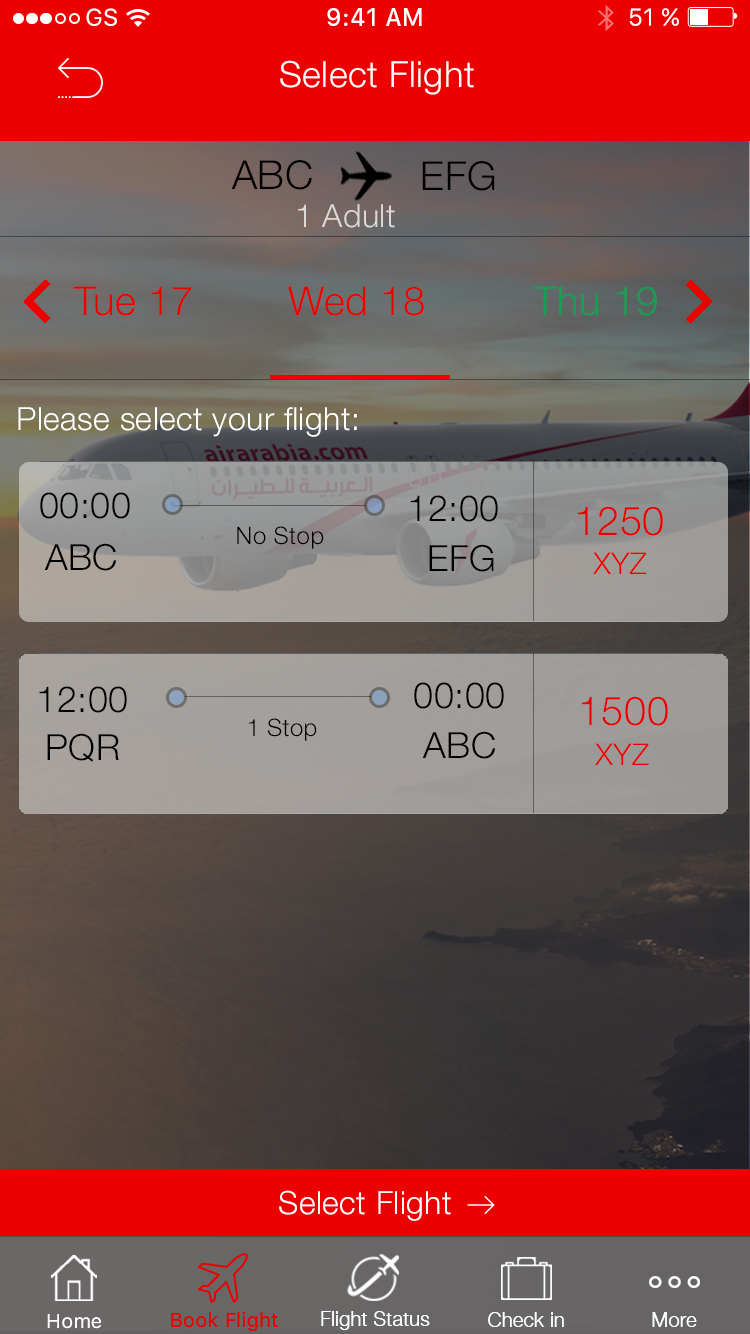 GS 9:41 AM 51 %
Select Flight
ABC EFG
1 Adult
Tue 17 Wed 18 Thu 19
Please select your flight:
airarabia.com
العربية للطيران
00:00 12:00 1250
No Stop
ABC EFG XYZ
12:00 00:00 1500
1 Stop
PQR ABC XYZ
Select Flight →
Home Book Flight Flight Status Check in More